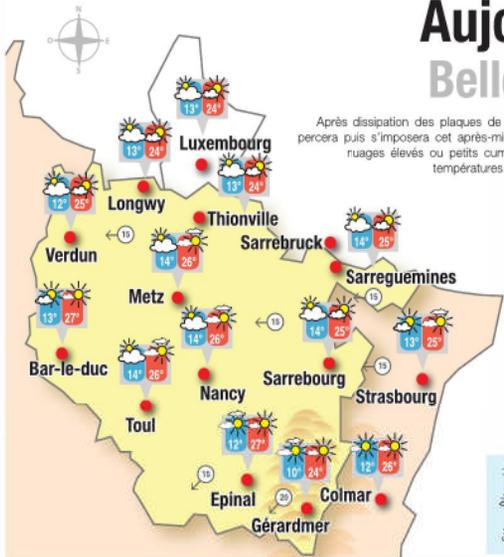 Aujo
Belle
Après dissipation des plaques de
percera puis s'imposera cet après-mi
nuages élevés ou petits cum
températures
N
O E
S
13° 24°
Luxembourg
13° 24°
Longwy
13° 24°
Thionville
12° 25°
Verdun
15
14° 26°
Metz
Sarrebruck
14° 25°
Sarreguemines
15
13° 27°
Bar-le-duc
14° 26°
Toul
14° 26°
Nancy
15
14° 25°
Sarrebourg
15
13° 25°
Strasbourg
12° 27°
Epinal
15
10° 24°
Gérardmer
20
12° 26°
Colmar